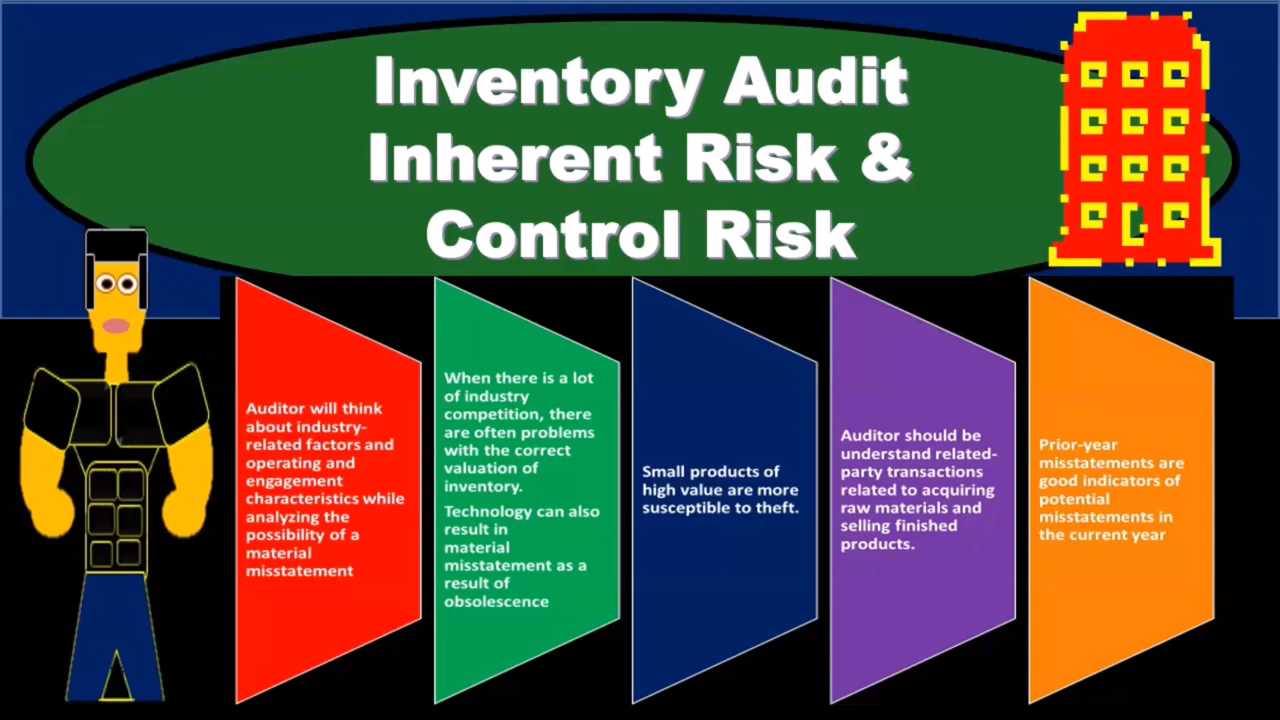 Inventory Audit
Inherent Risk &
Control Risk
Auditor will think
about industry-
related factors and
operating and
engagement
characteristics while
analyzing the
possibility of a
material
misstatement
When there is a lot
of industry
competition, there
are often problems
with the correct
valuation of
inventory.
Technology can also
result in
material
misstatement as a
result of
obsolescence
Small products of
high value are more
susceptible to theft.
Auditor should be
understand related-
party transactions
related to acquiring
raw materials and
selling finished
products.
Prior-year
misstatements are
good indicators of
potential
misstatements in
the current year